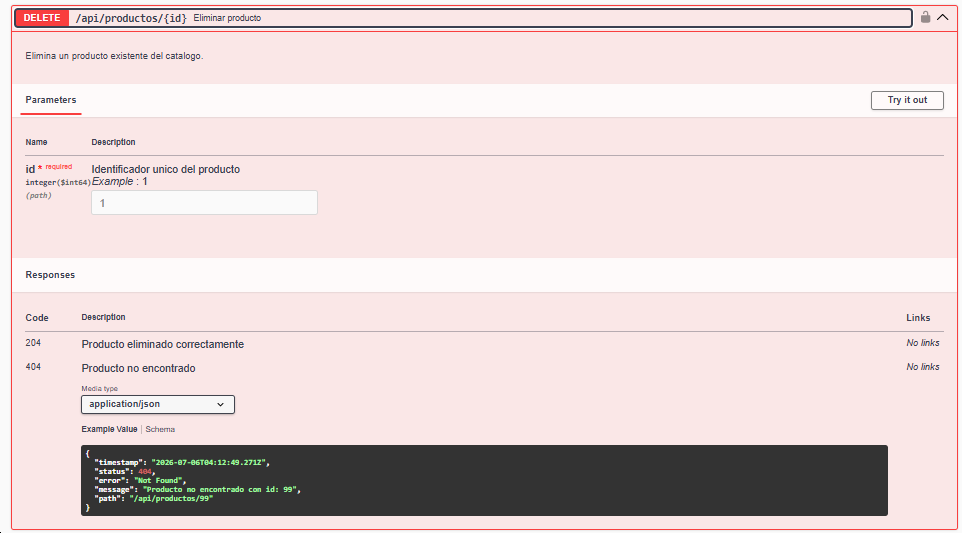 DELETE /api/productos/{id} Eliminar producto
Elimina un producto existente del catalogo.
Parameters Try it out
Name Description
id * required Identificador unico del producto
integer($int64) Example : 1
(path) 1
Responses
Code Description Links
204 Producto eliminado correctamente No links
404 Producto no encontrado No links
Media type
application/json
Example Value | Schema
{
"timestamp": "2026-07-06T04:12:49.271Z",
"status": 404,
"error": "Not Found",
"message": "Producto no encontrado con id: 99",
"path": "/api/productos/99"
}